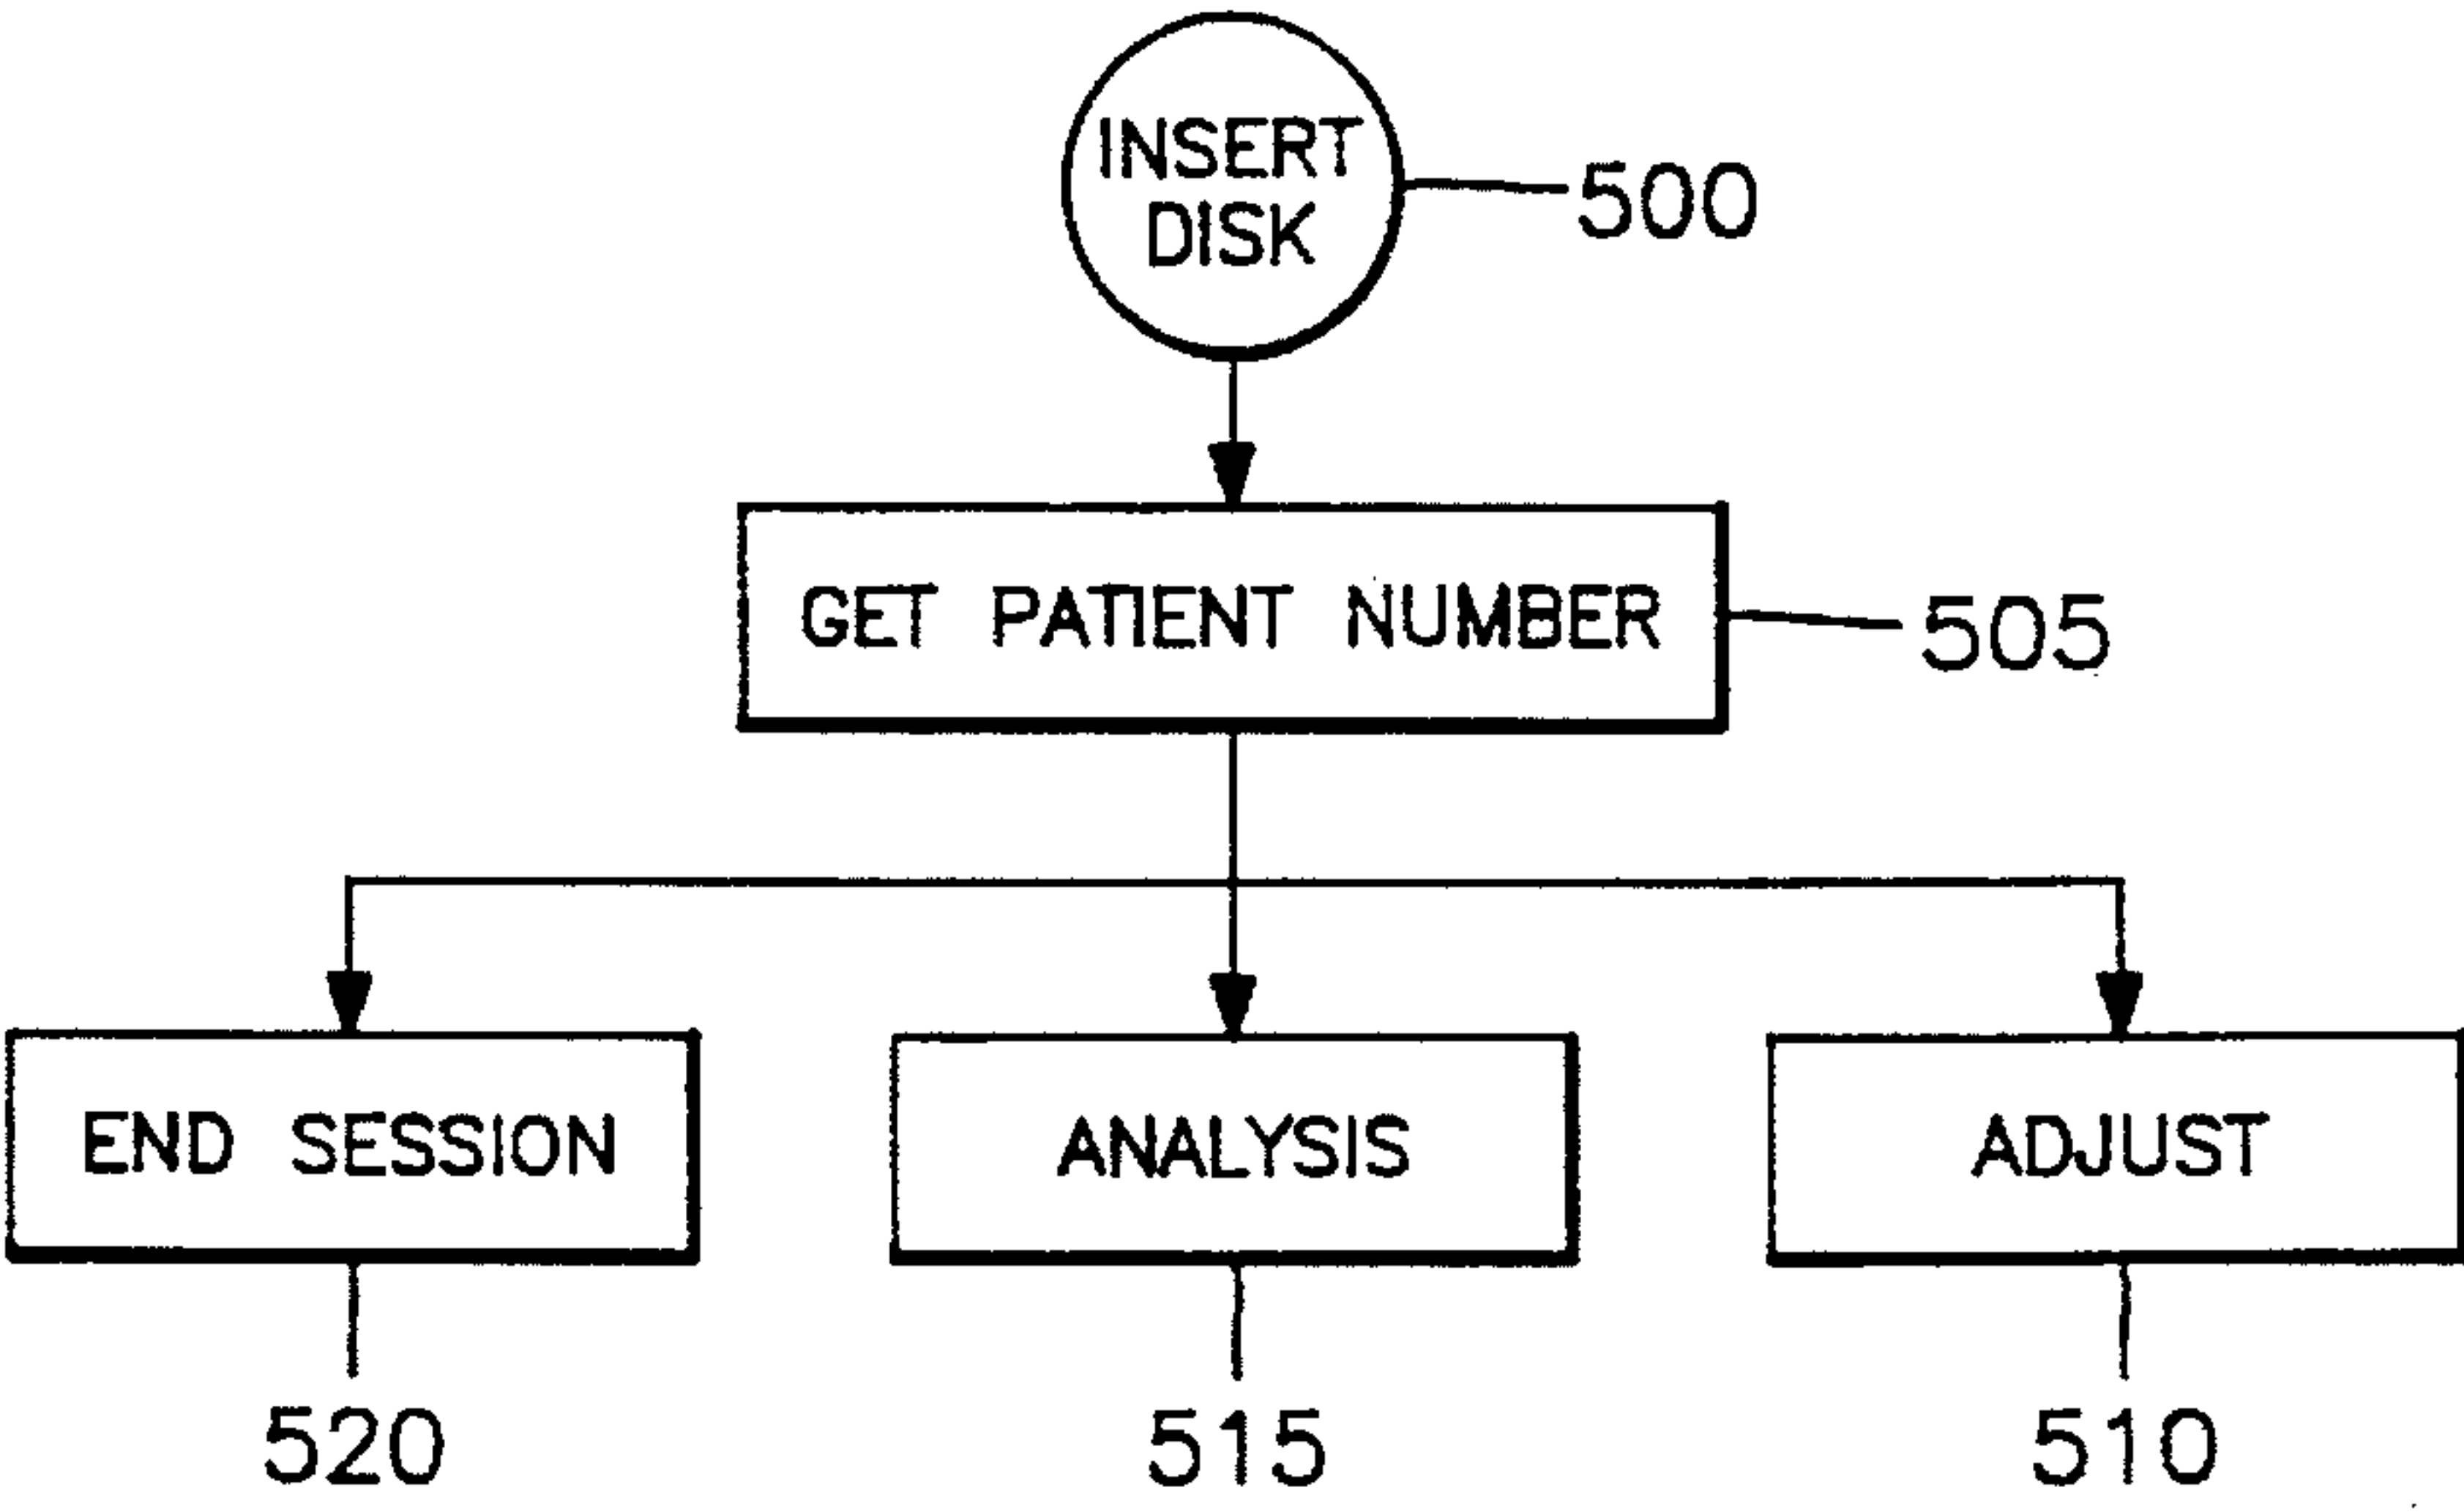 INSERT
DISK
500
GET PATIENT NUMBER
505
END SESSION
ANALYSIS
ADJUST
520
515
510